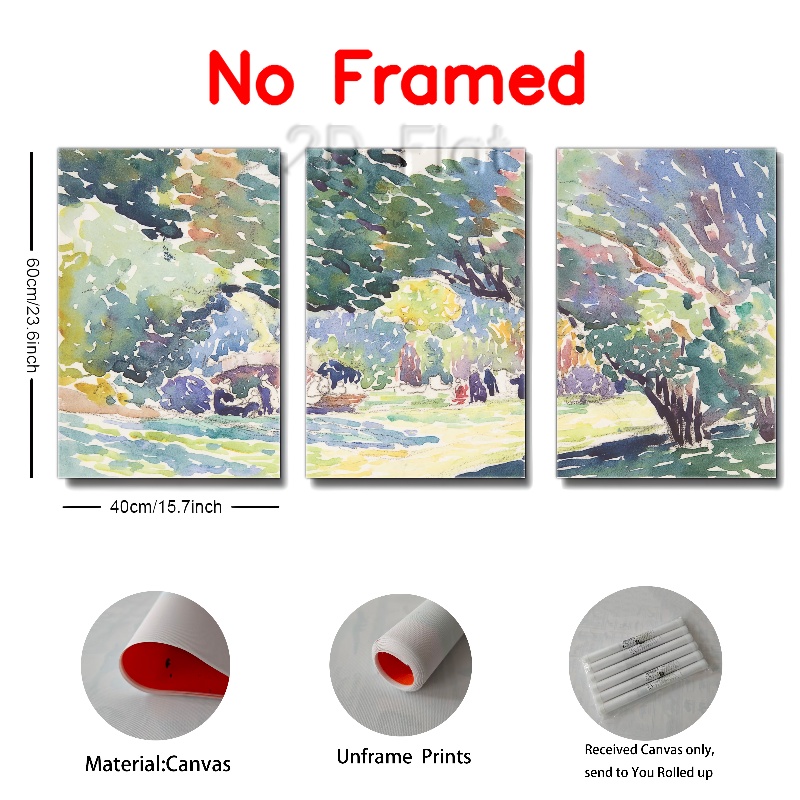 No Framed
2D Flat
60cm/23.6inch
40cm/15.7inch
Material:Canvas
Unframe Prints
Received Canvas only,
send to You Rolled up